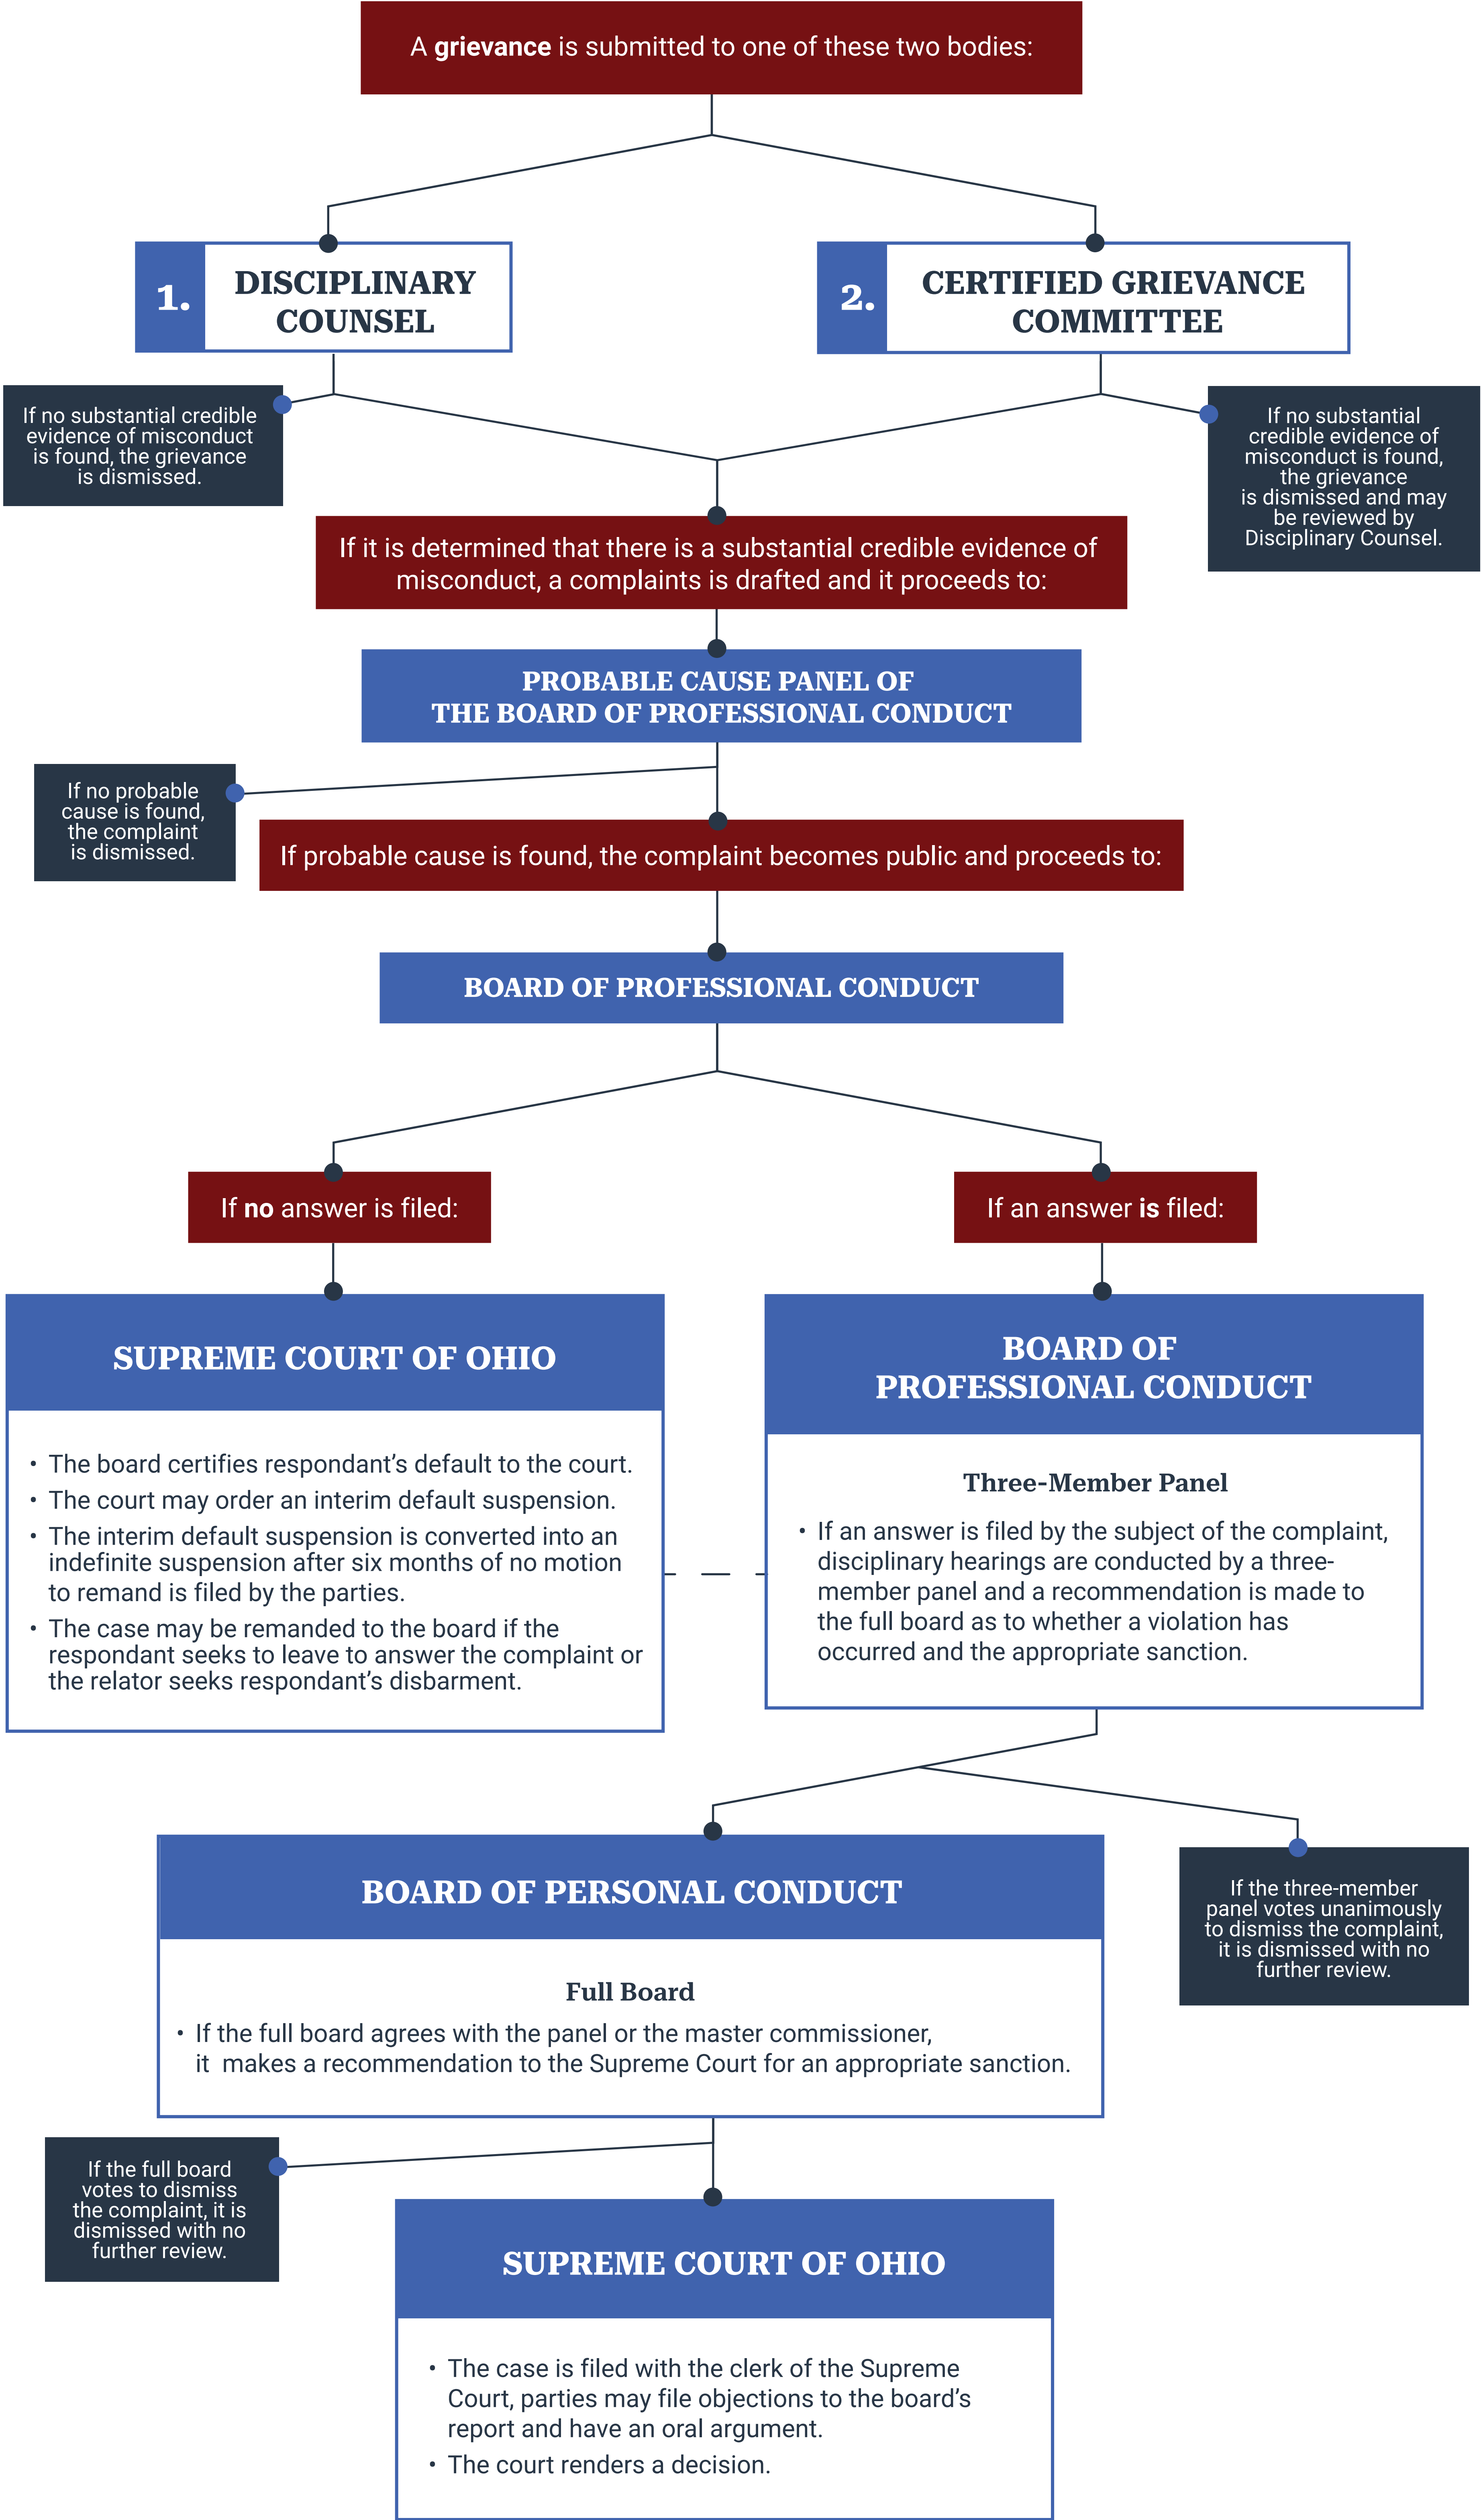 A grievance is submitted to one of these two bodies:
1.
DISCIPLINARY
COUNSEL
2.
CERTIFIED GRIEVANCE
COMMITTEE
If no substantial credible
evidence of misconduct
is found, the grievance
is dismissed.
If no substantial
credible evidence of
misconduct is found,
the grievance
is dismissed and may
be reviewed by
Disciplinary Counsel.
If it is determined that there is a substantial credible evidence of
misconduct, a complaints is drafted and it proceeds to:
PROBABLE CAUSE PANEL OF
THE BOARD OF PROFESSIONAL CONDUCT
If no probable
cause is found,
the complaint
is dismissed.
If probable cause is found, the complaint becomes public and proceeds to:
BOARD OF PROFESSIONAL CONDUCT
If no answer is filed:
If an answer is filed:
SUPREME COURT OF OHIO
• The board certifies respondant’s default to the court.
• The court may order an interim default suspension.
• The interim default suspension is converted into an
indefinite suspension after six months of no motion
to remand is filed by the parties.
• The case may be remanded to the board if the
respondant seeks to leave to answer the complaint or
the relator seeks respondant’s disbarment.
BOARD OF
PROFESSIONAL CONDUCT
Three-Member Panel
• If an answer is filed by the subject of the complaint,
disciplinary hearings are conducted by a three-
member panel and a recommendation is made to
the full board as to whether a violation has
occurred and the appropriate sanction.
BOARD OF PERSONAL CONDUCT
Full Board
• If the full board agrees with the panel or the master commissioner,
it makes a recommendation to the Supreme Court for an appropriate sanction.
If the three-member
panel votes unanimously
to dismiss the complaint,
it is dismissed with no
further review.
If the full board
votes to dismiss
the complaint, it is
dismissed with no
further review.
SUPREME COURT OF OHIO
• The case is filed with the clerk of the Supreme
Court, parties may file objections to the board’s
report and have an oral argument.
• The court renders a decision.